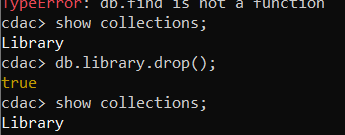 TypeError: db.find is not a function
cdac> show collections;
Library
cdac> db.library.drop();
true
cdac> show collections;
Library